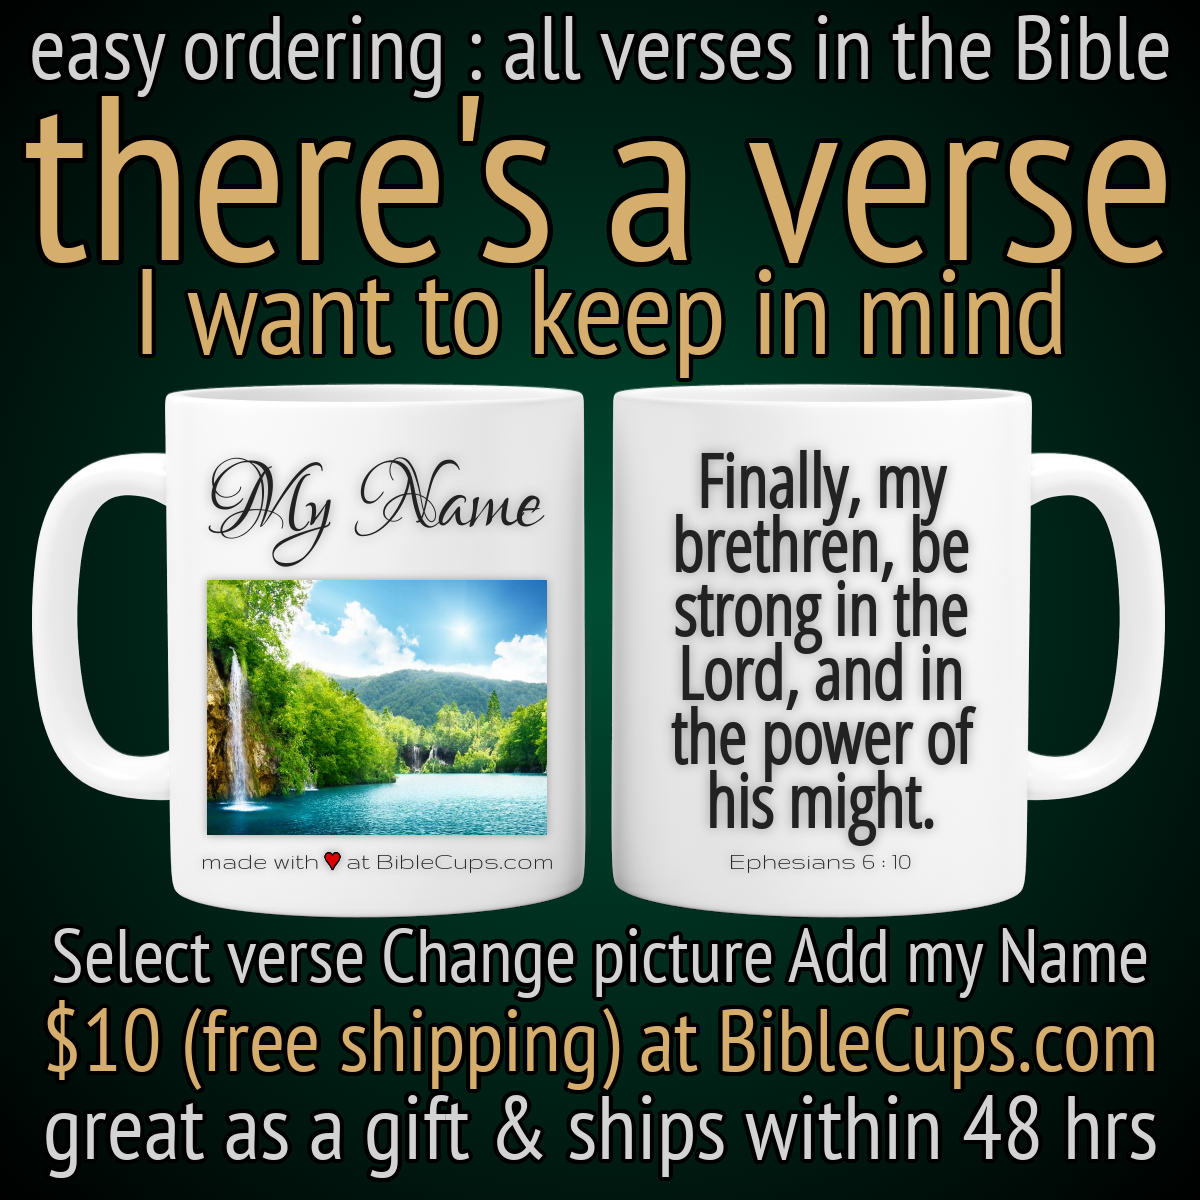 easy ordering : all verses in the Bible
there's a verse
I want to keep in mind
My Name
made with ♥ at BibleCups.com
Finally, my
brethren, be
strong in the
Lord, and in
the power of
his might.
Ephesians 6 : 10
Select verse Change picture Add my Name
$10 (free shipping) at BibleCups.com
great as a gift & ships within 48 hrs